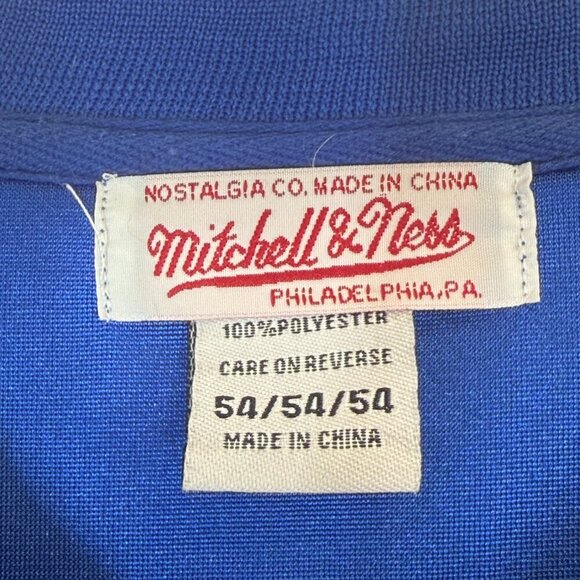 NOSTALGIA CO. MADE IN CHINA
Mitchell & Ness
PHILADELPHIA, PA.
100% POLYESTER
CARE ON REVERSE
54/54/54
MADE IN CHINA